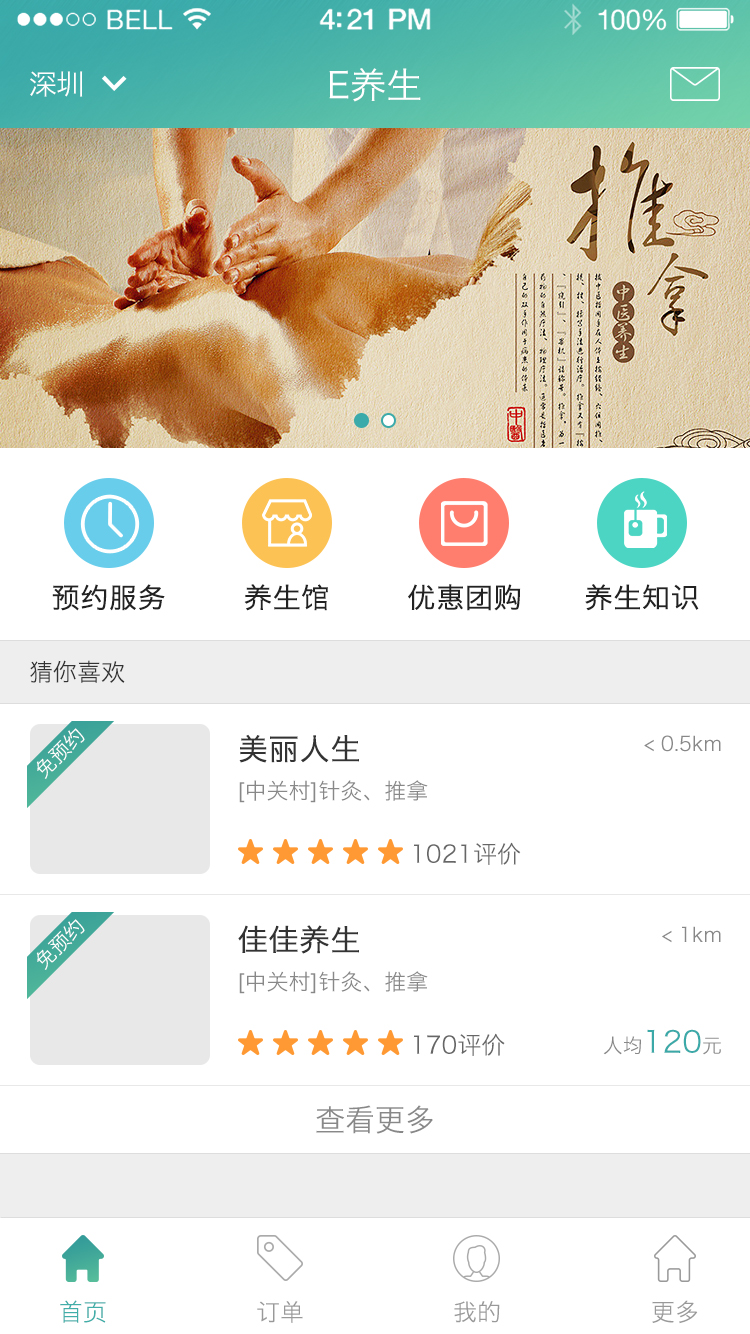 BELL 4:21 PM 100%
深圳 E养生
推拿
中医养生
中醫
预约服务 养生馆 优惠团购 养生知识
猜你喜欢
免预约
美丽人生 < 0.5km
[中关村]针灸、推拿
1021评价
免预约
佳佳养生 < 1km
[中关村]针灸、推拿
170评价 人均120元
查看更多
首页 订单 我的 更多